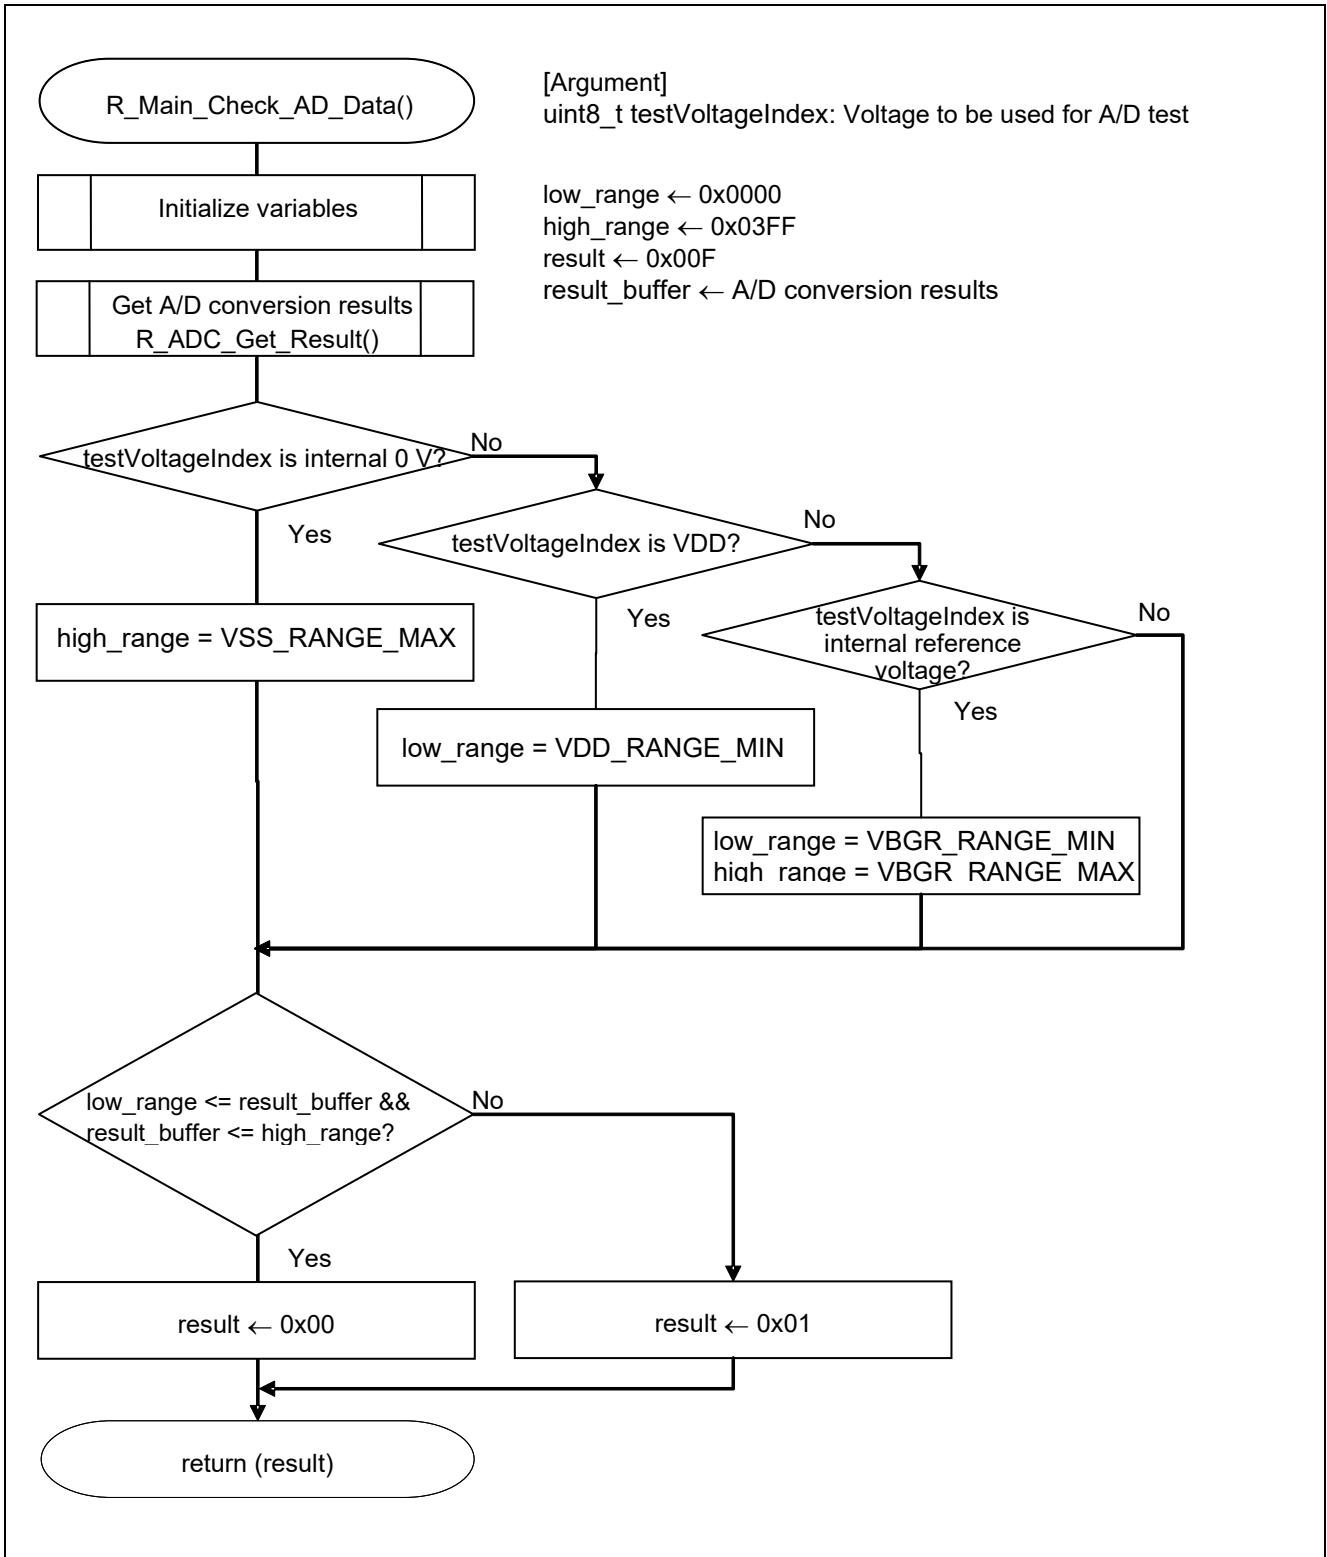 R_Main_Check_AD_Data()
[Argument]
uint8_t testVoltageIndex: Voltage to be used for A/D test
Initialize variables
low_range ← 0x0000
high_range ← 0x03FF
result ← 0x00F
result_buffer ← A/D conversion results
Get A/D conversion results
R_ADC_Get_Result()
testVoltageIndex is internal 0 V?
No
Yes
testVoltageIndex is VDD?
No
Yes
testVoltageIndex is
internal reference
voltage?
No
Yes
high_range = VSS_RANGE_MAX
low_range = VDD_RANGE_MIN
low_range = VBGR_RANGE_MIN
high_range = VBGR_RANGE_MAX
low_range <= result_buffer &&
result_buffer <= high_range?
No
Yes
result ← 0x00
result ← 0x01
return (result)